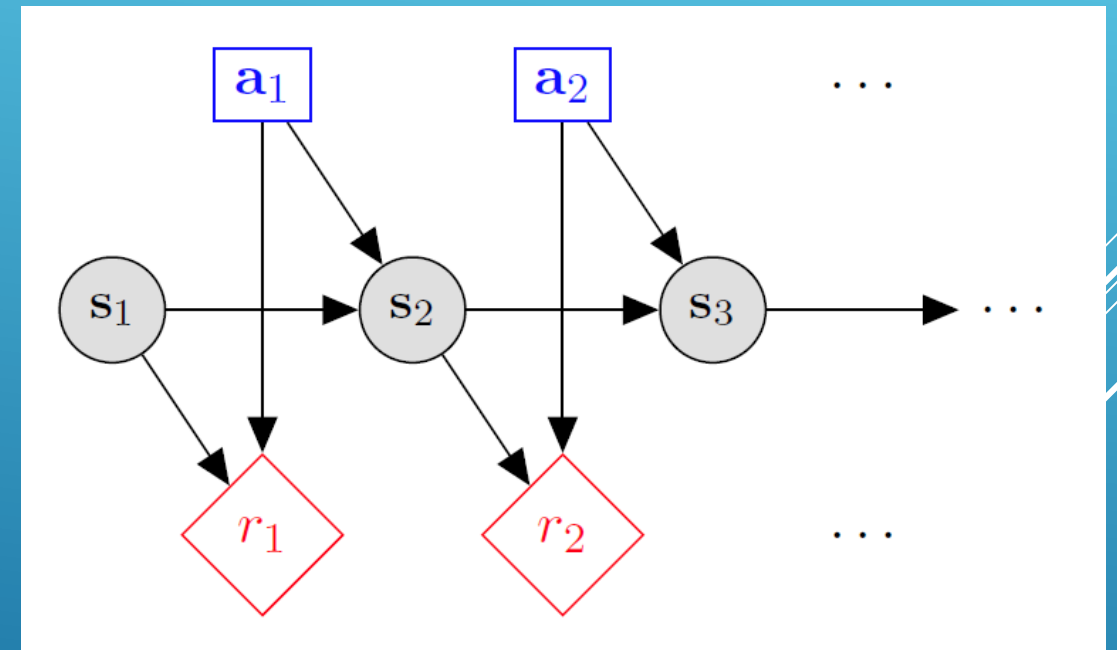 a₁ a₂ ...
s₁ s₂ s₃ ...
r₁ r₂ ...